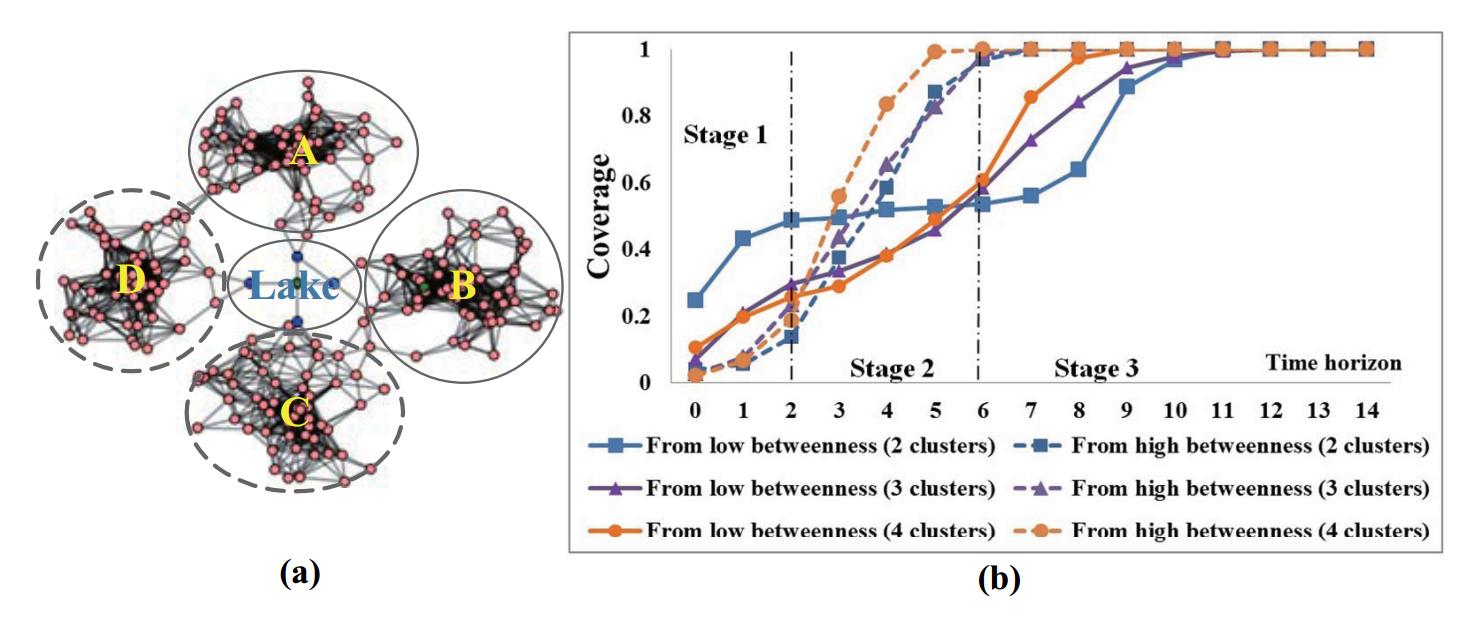 A
D
Lake
B
C
(a)
Coverage
1
0.8
0.6
0.4
0.2
0
Stage 1
Stage 2
Stage 3
Time horizon
0 1 2 3 4 5 6 7 8 9 10 11 12 13 14
From low betweenness (2 clusters) From high betweenness (2 clusters)
From low betweenness (3 clusters) From high betweenness (3 clusters)
From low betweenness (4 clusters) From high betweenness (4 clusters)
(b)